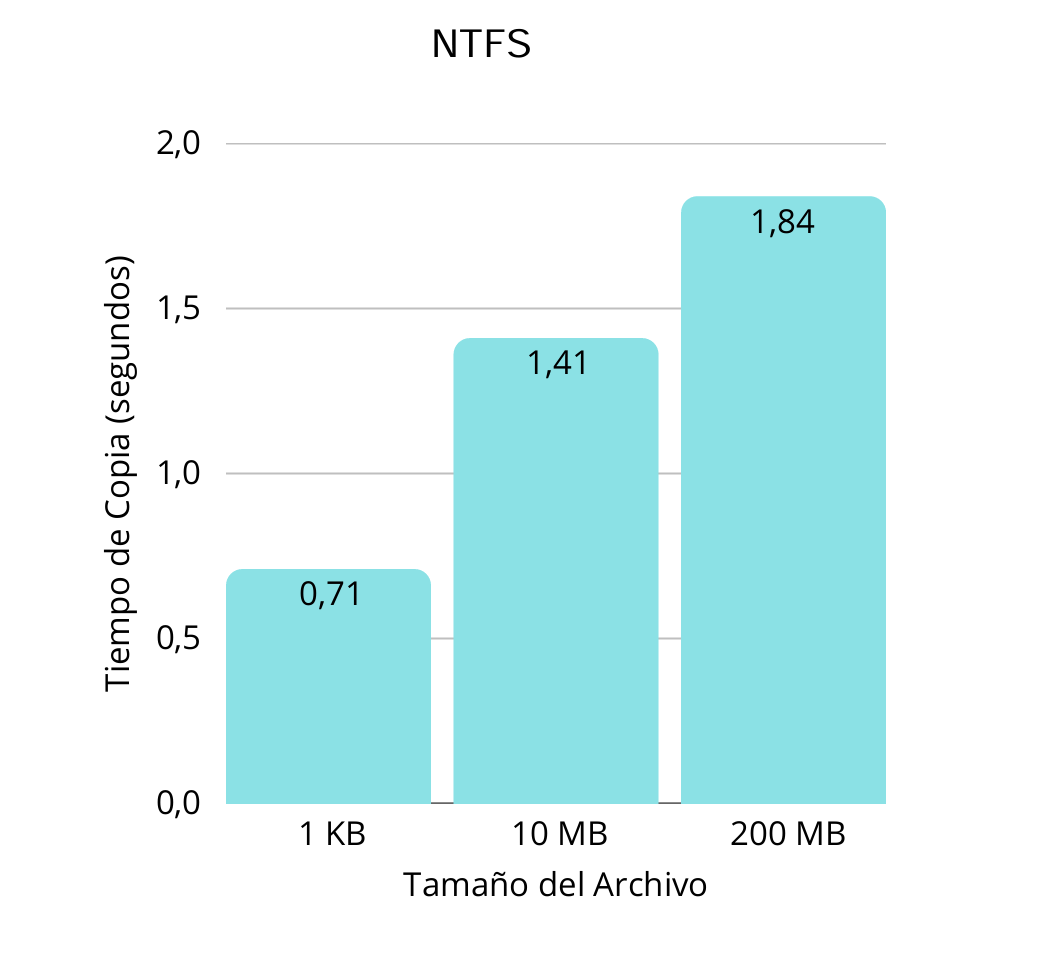 NTFS
2,0
1,84
1,5
1,41
1,0
0,71
0,5
0,0
1 KB
10 MB
200 MB
Tamaño del Archivo
Tiempo de Copia (segundos)